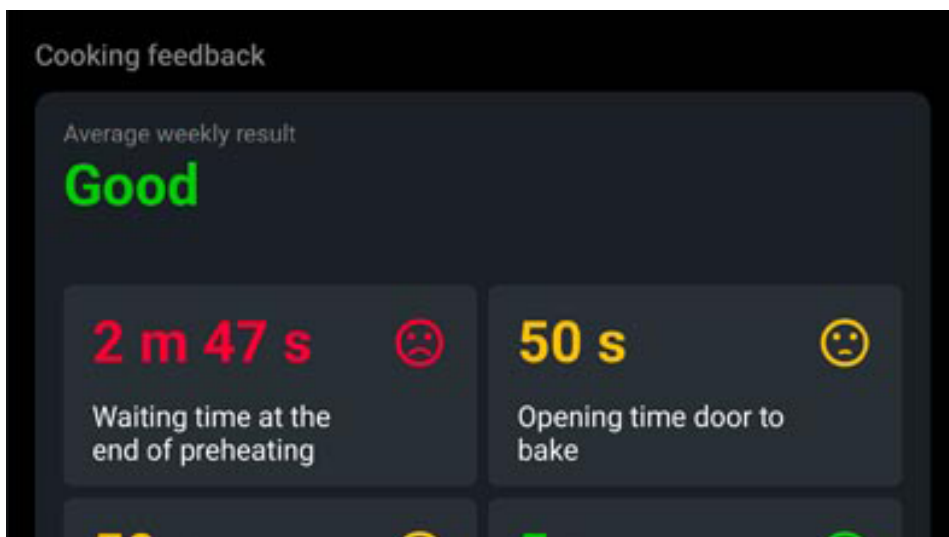 Cooking feedback
Average weekly result
Good
2 m 47 s
50 s
Waiting time at the
end of preheating
Opening time door to
bake